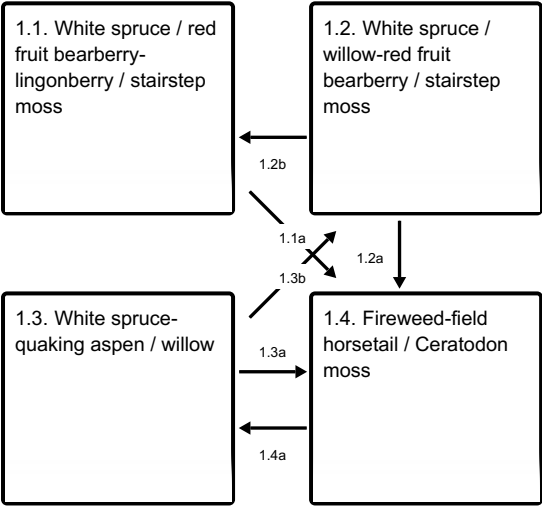 1.1. White spruce / red
fruit bearberry-
lingonberry / stairstep
moss
1.2. White spruce /
willow-red fruit
bearberry / stairstep
moss
1.2b
1.1a
1.2a
1.3b
1.3. White spruce-
quaking aspen / willow
1.4. Fireweed-field
horsetail / Ceratodon
moss
1.3a
1.4a